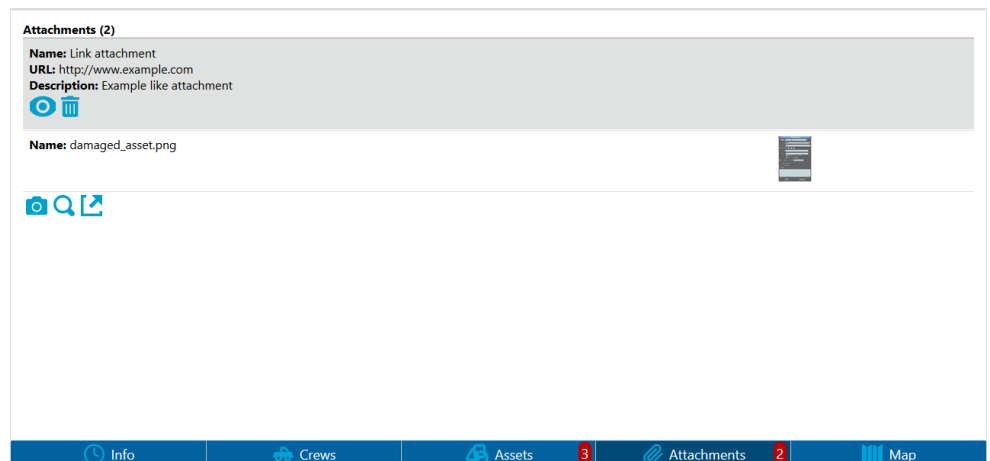 Attachments (2)
Name: Link attachment
URL: http://www.example.com
Description: Example like attachment
Name: damaged_asset.png
Info
Crews
Assets 3
Attachments 2
Map